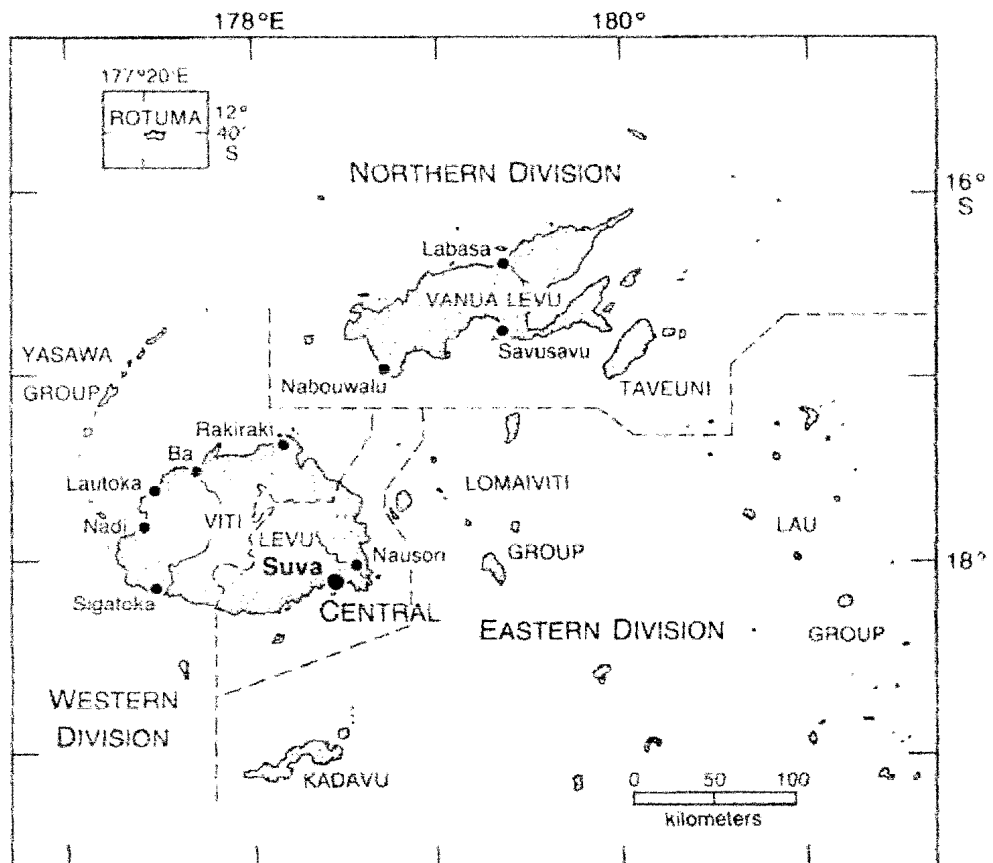 178°E
180°
177°20'E
ROTUMA
12°
40'
S
NORTHERN DIVISION
16°
S
Labasa
VANUA LEVU
Savusavu
Nabouwalu
TAVEUNI
YASAWA
GROUP
Rakiraki
Ba
Lautoka
Nadi
VITI
LEVU
Nausori
Suva
Sigatoka
CENTRAL
LOMAIVITI
GROUP
LAU
GROUP
18°
EASTERN DIVISION
WESTERN
DIVISION
KADAVU
0 50 100
kilometers